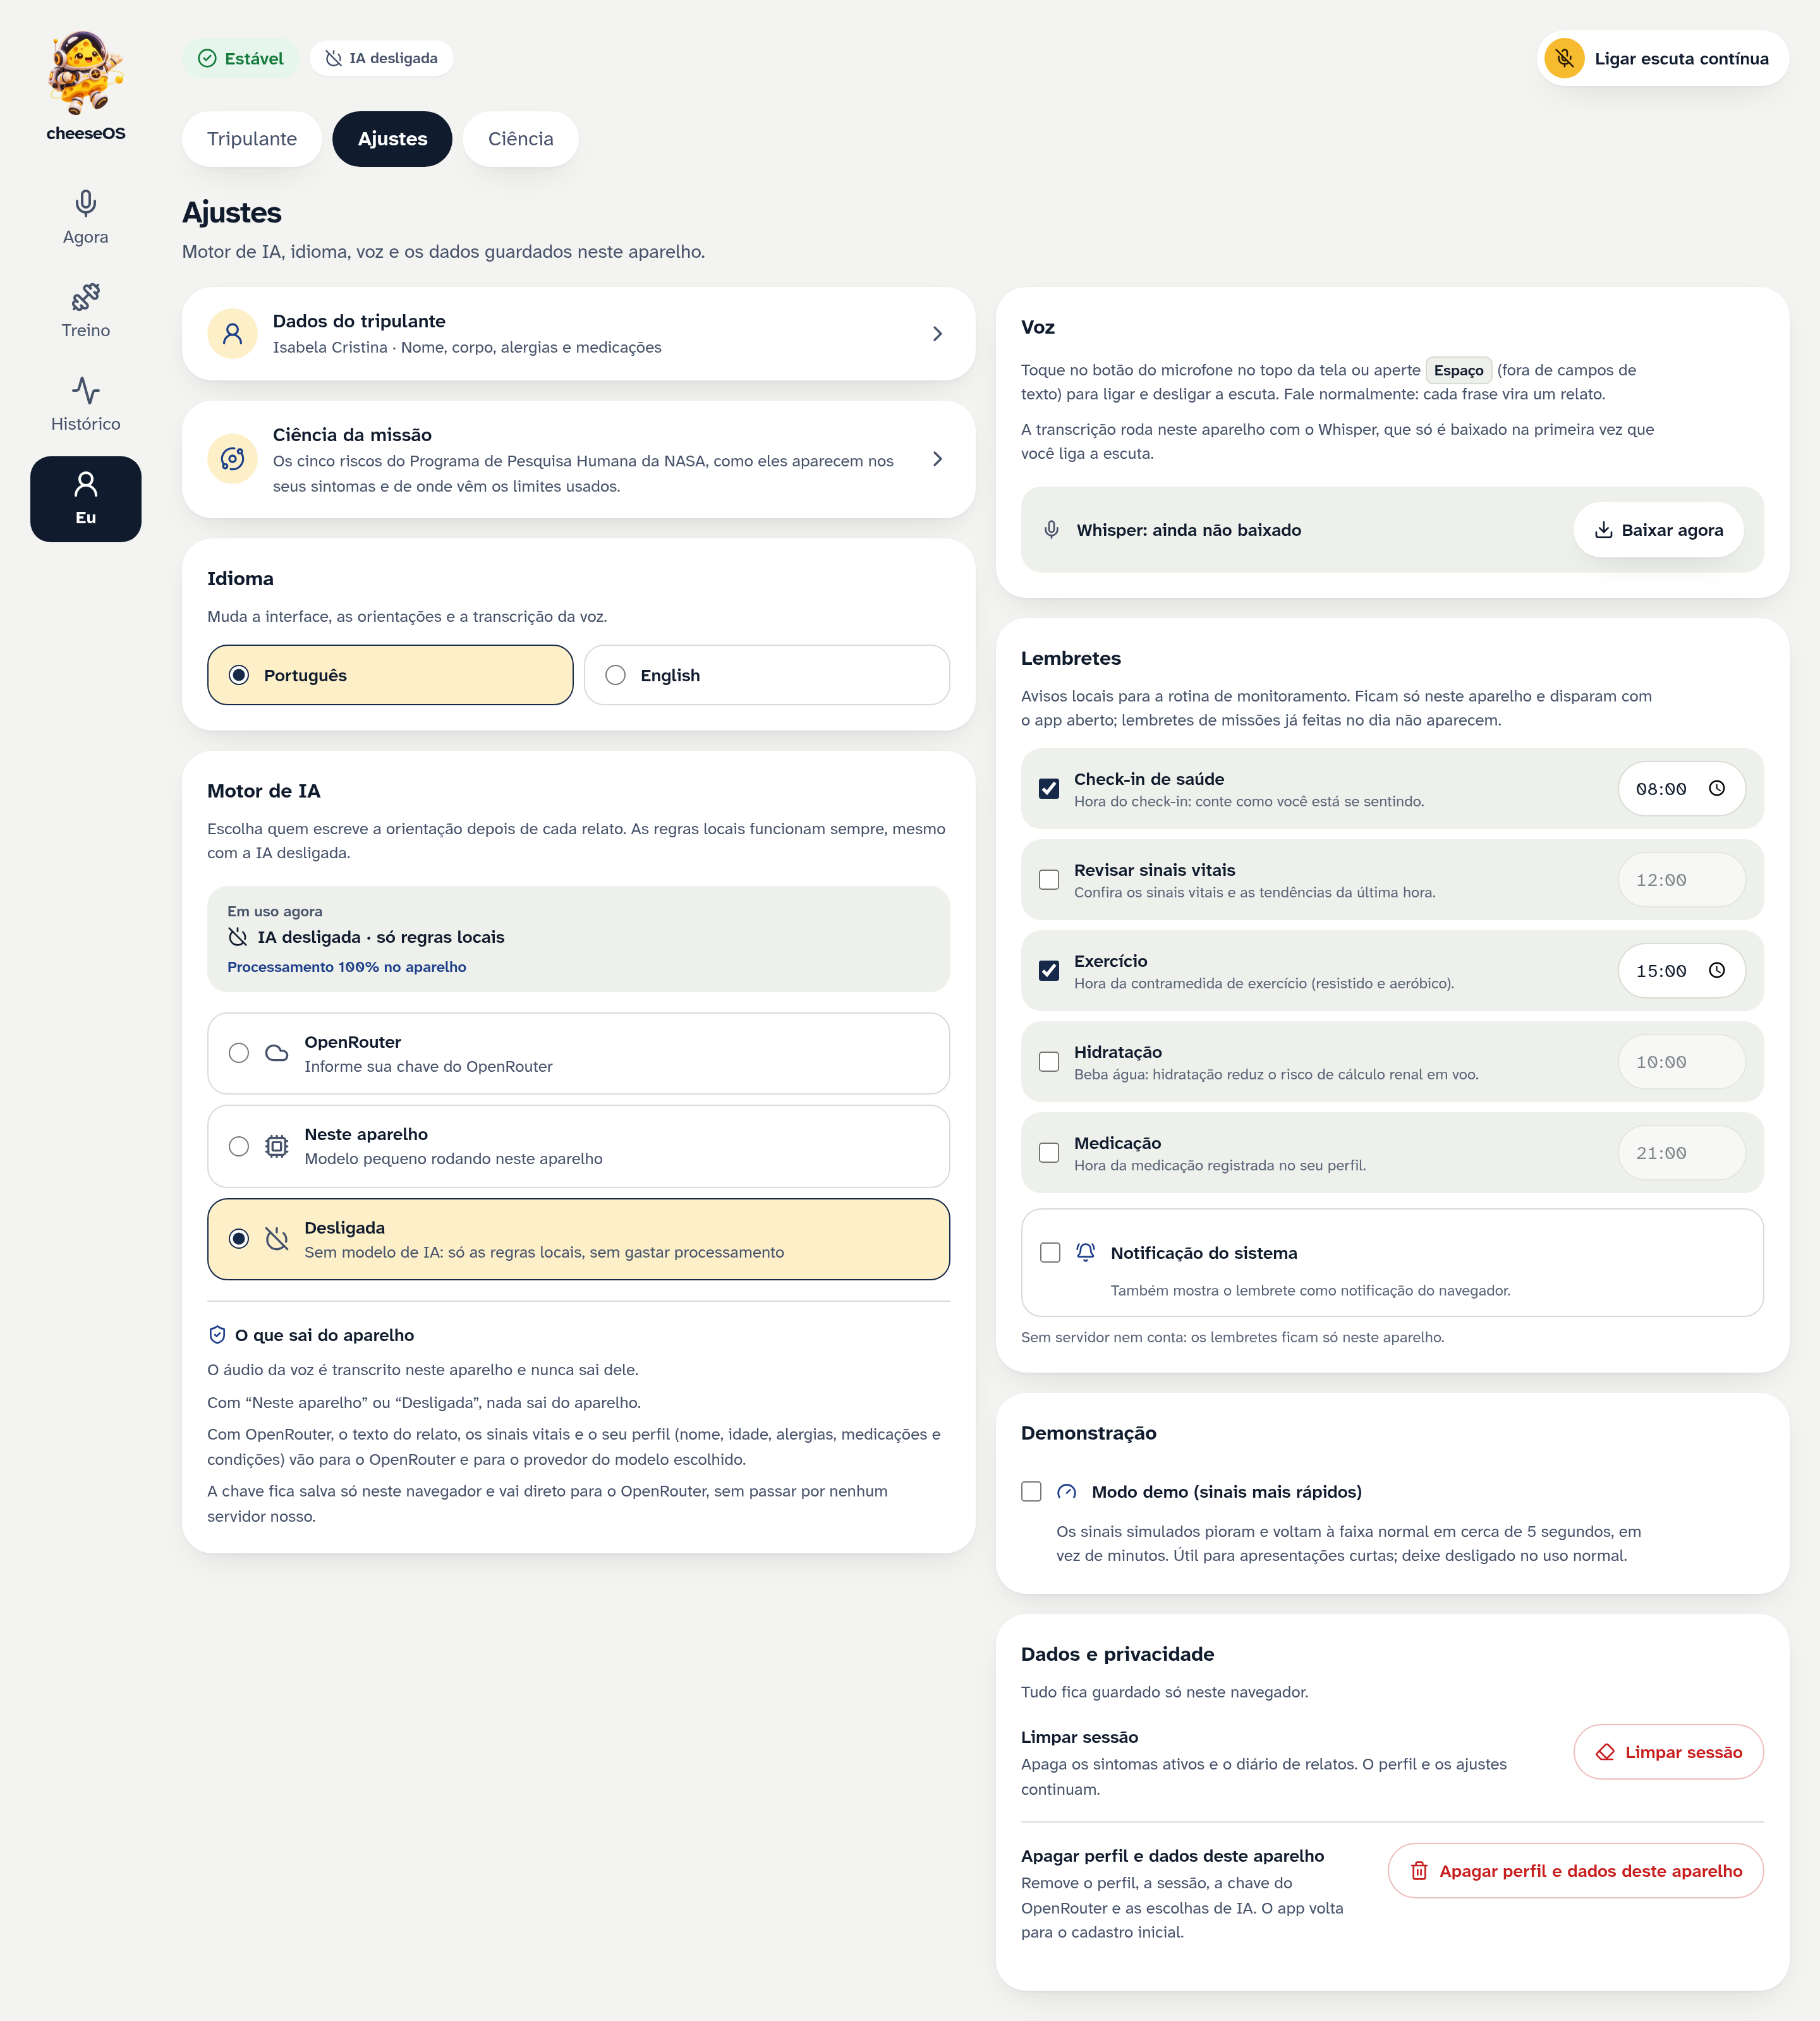 cheeseOS
Agora
Treino
Histórico
Eu
Estável
IA desligada
Ligar escuta contínua
Tripulante
Ajustes
Ciência
Ajustes
Motor de IA, idioma, voz e os dados guardados neste aparelho.
Dados do tripulante
Isabela Cristina · Nome, corpo, alergias e medicações
Ciência da missão
Os cinco riscos do Programa de Pesquisa Humana da NASA, como eles aparecem nos
seus sintomas e de onde vêm os limites usados.
Idioma
Muda a interface, as orientações e a transcrição da voz.
Português
English
Motor de IA
Escolha quem escreve a orientação depois de cada relato. As regras locais funcionam sempre, mesmo
com a IA desligada.
Em uso agora
IA desligada · só regras locais
Processamento 100% no aparelho
OpenRouter
Informe sua chave do OpenRouter
Neste aparelho
Modelo pequeno rodando neste aparelho
Desligada
Sem modelo de IA: só as regras locais, sem gastar processamento
O que sai do aparelho
O áudio da voz é transcrito neste aparelho e nunca sai dele.
Com “Neste aparelho” ou “Desligada”, nada sai do aparelho.
Com OpenRouter, o texto do relato, os sinais vitais e o seu perfil (nome, idade, alergias, medicações e
condições) vão para o OpenRouter e para o provedor do modelo escolhido.
A chave fica salva só neste navegador e vai direto para o OpenRouter, sem passar por nenhum
servidor nosso.
Voz
Toque no botão do microfone no topo da tela ou aperte Espaço (fora de campos de
texto) para ligar e desligar a escuta. Fale normalmente: cada frase vira um relato.
A transcrição roda neste aparelho com o Whisper, que só é baixado na primeira vez que
você liga a escuta.
Whisper: ainda não baixado
Baixar agora
Lembretes
Avisos locais para a rotina de monitoramento. Ficam só neste aparelho e disparam com
o app aberto; lembretes de missões já feitas no dia não aparecem.
Check-in de saúde
Hora do check-in: conte como você está se sentindo.
08:00
Revisar sinais vitais
Confira os sinais vitais e as tendências da última hora.
12:00
Exercício
Hora da contramedida de exercício (resistido e aeróbico).
15:00
Hidratação
Beba água: hidratação reduz o risco de cálculo renal em voo.
10:00
Medicação
Hora da medicação registrada no seu perfil.
21:00
Notificação do sistema
Também mostra o lembrete como notificação do navegador.
Sem servidor nem conta: os lembretes ficam só neste aparelho.
Demonstração
Modo demo (sinais mais rápidos)
Os sinais simulados pioram e voltam à faixa normal em cerca de 5 segundos, em
vez de minutos. Útil para apresentações curtas; deixe desligado no uso normal.
Dados e privacidade
Tudo fica guardado só neste navegador.
Limpar sessão
Apaga os sintomas ativos e o diário de relatos. O perfil e os ajustes
continuam.
Limpar sessão
Apagar perfil e dados deste aparelho
Remove o perfil, a sessão, a chave do
OpenRouter e as escolhas de IA. O app volta
para o cadastro inicial.
Apagar perfil e dados deste aparelho